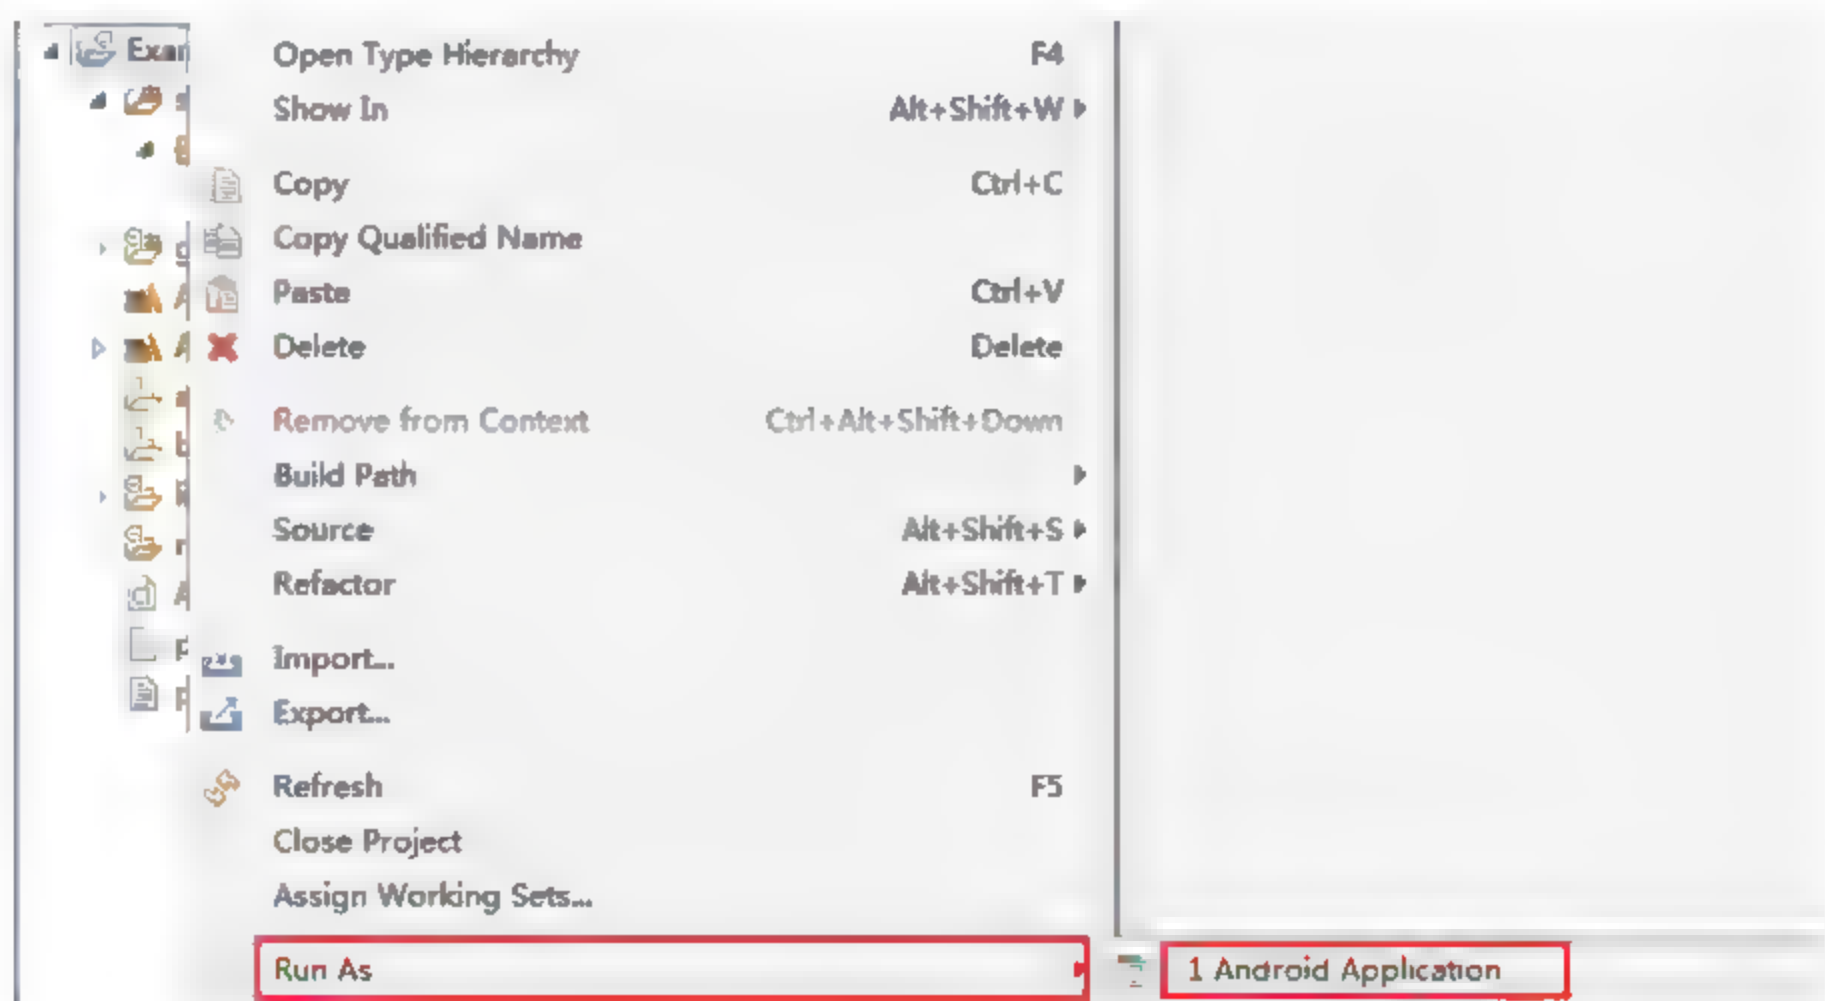 Exam
Open Type Hierarchy F4
Show In Alt+Shift+W
Copy Ctrl+C
Copy Qualified Name
Paste Ctrl+V
Delete Delete
Remove from Context Ctrl+Alt+Shift+Down
Build Path
Source Alt+Shift+S
Refactor Alt+Shift+T
Import...
Export...
Refresh F5
Close Project
Assign Working Sets...
Run As 1 Android Application